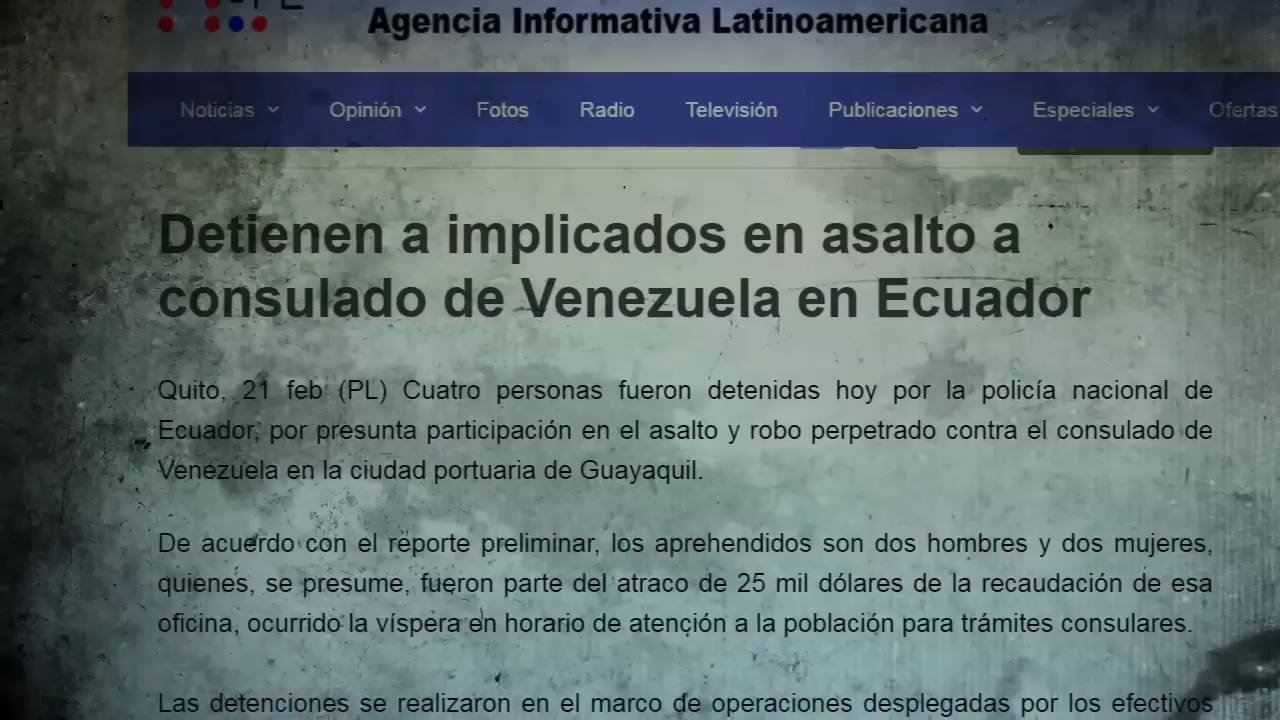 Agencia Informativa Latinoamericana
Noticias Opinión Fotos Radio Televisión Publicaciones Especiales Ofertas
Detienen a implicados en asalto a
consulado de Venezuela en Ecuador
Quito, 21 feb (PL) Cuatro personas fueron detenidas hoy por la policía nacional de
Ecuador, por presunta participación en el asalto y robo perpetrado contra el consulado de
Venezuela en la ciudad portuaria de Guayaquil.
De acuerdo con el reporte preliminar, los aprehendidos son dos hombres y dos mujeres,
quienes, se presume, fueron parte del atraco de 25 mil dólares de la recaudación de esa
oficina, ocurrido la víspera en horario de atención a la población para trámites consulares.
Las detenciones se realizaron en el marco de operaciones desplegadas por los efectivos